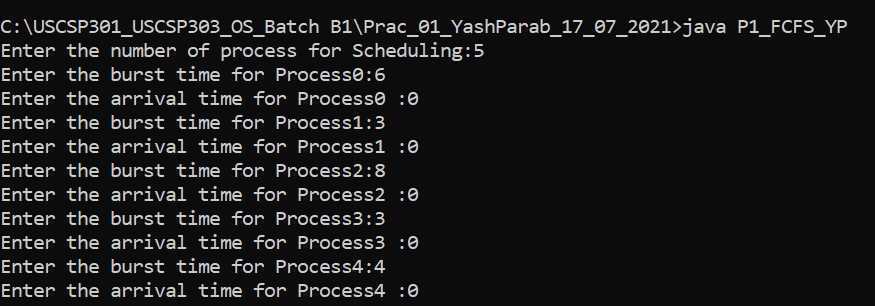 C:\USCSP301_USCSP303_OS_Batch B1\Prac_01_YashParab_17_07_2021>java P1_FCFS_YP
Enter the number of process for Scheduling:5
Enter the burst time for Process0:6
Enter the arrival time for Process0 :0
Enter the burst time for Process1:3
Enter the arrival time for Process1 :0
Enter the burst time for Process2:8
Enter the arrival time for Process2 :0
Enter the burst time for Process3:3
Enter the arrival time for Process3 :0
Enter the burst time for Process4:4
Enter the arrival time for Process4 :0